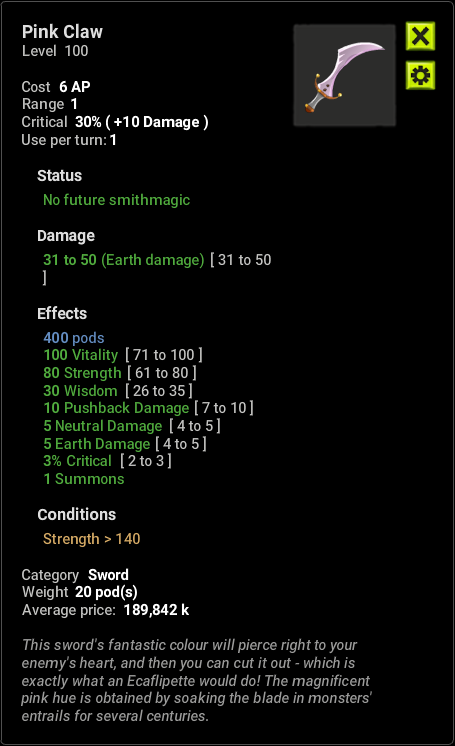 Pink Claw
Level 100
Cost 6 AP
Range 1
Critical 30% ( +10 Damage )
Use per turn: 1
Status
No future smithmagic
Damage
31 to 50 (Earth damage) [ 31 to 50
]
Effects
400 pods
100 Vitality [ 71 to 100 ]
80 Strength [ 61 to 80 ]
30 Wisdom [ 26 to 35 ]
10 Pushback Damage [ 7 to 10 ]
5 Neutral Damage [ 4 to 5 ]
5 Earth Damage [ 4 to 5 ]
3% Critical [ 2 to 3 ]
1 Summons
Conditions
Strength > 140
Category Sword
Weight 20 pod(s)
Average price: 189,842 k
This sword's fantastic colour will pierce right to your
enemy's heart, and then you can cut it out - which is
exactly what an Ecaflipette would do! The magnificent
pink hue is obtained by soaking the blade in monsters'
entrails for several centuries.